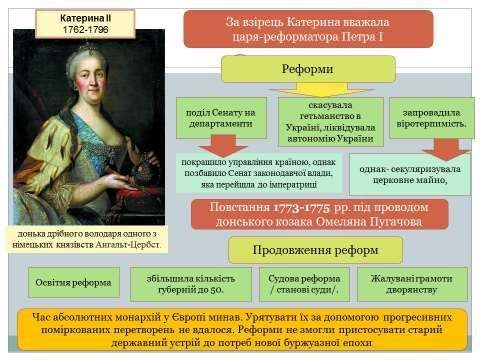 Катерина II
1762-1796
За взірець Катерина вважала
царя-реформатора Петра I
Реформи
поділ Сенату на
департаменти
скасувала
гетьманство в
Україні, ліквідувала
автономію України
запровадила
віротерпимість.
покращило управління країною, однак
позбавило Сенат законодавчої влади,
яка перейшла до імператриці
однак- секуляризувала
церковне майно,
Повстання 1773-1775 рр. під проводом
донського козака Омеляна Пугачова
донька дрібного володаря одного з
німецьких князівств Ангальт-Цербст.
Продовження реформ
Освітня реформа
збільшила кількість
губерній до 50.
Судова реформа
/ станові суди/.
Жалувані грамоти
дворянству
Час абсолютних монархій у Європі минав. Урятувати їх за допомогою прогресивних
поміркованих перетворень не вдалося. Реформи не змогли пристосувати старий
державний устрій до потреб нової буржуазної епохи